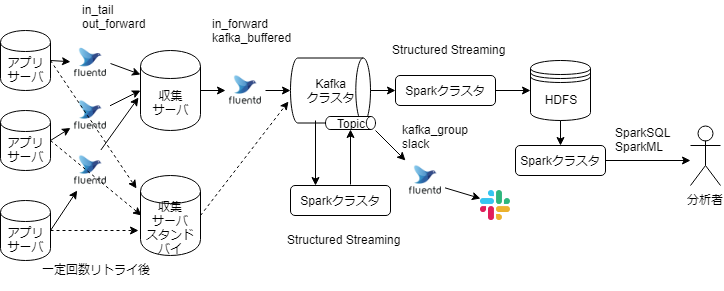 in_tail
out_forward
in_forward
kafka_buffered
Structured Streaming
アプリ
サーバ
fluentd
収集
サーバ
fluentd
Kafka
クラスタ
Sparkクラスタ
HDFS
アプリ
サーバ
fluentd
Topic
kafka_group
slack
SparkSQL
SparkML
fluentd
Sparkクラスタ
fluentd
Sparkクラスタ
分析者
アプリ
サーバ
収集
サーバ
スタンド
バイ
Structured Streaming
一定回数リトライ後